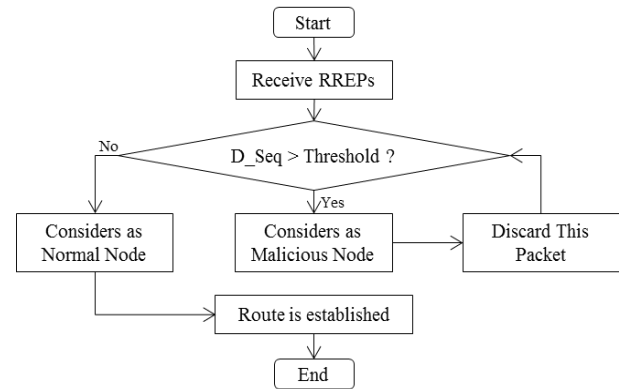 Start
Receive RREPs
No
D_Seq > Threshold ?
Yes
Considers as
Normal Node
Considers as
Malicious Node
Discard This
Packet
Route is established
End